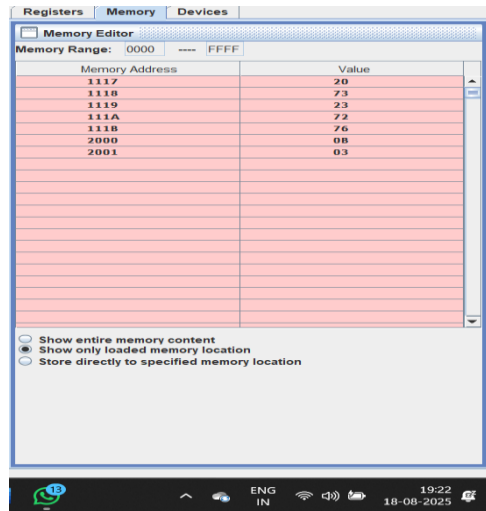 Registers Memory Devices
Memory Editor
Memory Range: 0000 ---- FFFF
Memory Address Value
1117 20
1118 73
1119 23
111A 72
111B 76
2000 0B
2001 03
Show entire memory content
Show only loaded memory location
Store directly to specified memory location
13 ENG 19:22
IN 18-08-2025